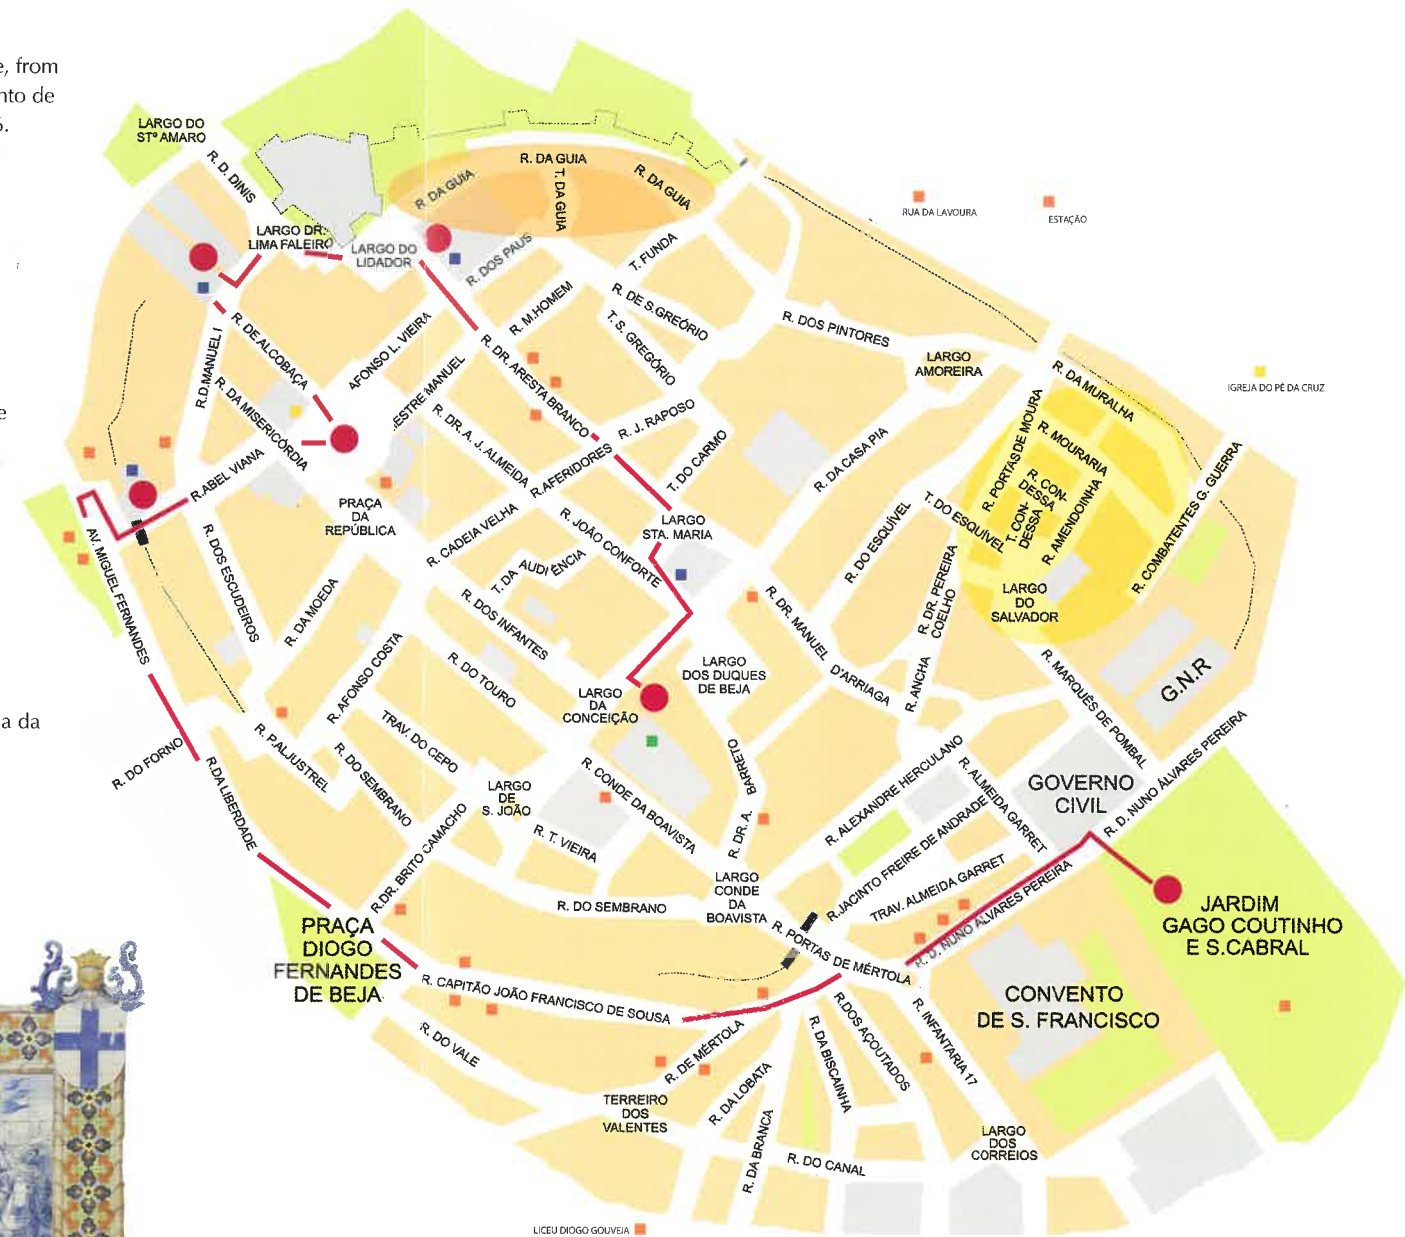 e, from
nto de
6.
e
a da
LARGO DO
STº AMARO
R. D. DINIS
LARGO DR.
LIMA FALEIRO
LARGO DO
LIDADOR
R. DA GUIA
R. DA GUIA
T. DA GUIA
R. DA GUIA
R. DOS PAUS
T. FUNDA
RUA DA LAVOURA
ESTAÇÃO
R. DE S.GREÓRIO
R. M.HOMEM
T. S. GREGÓRIO
R. DOS PINTORES
LARGO
AMOREIRA
R. DA MURALHA
IGREJA DO PÉ DA CRUZ
R. DE ALCOBAÇA
AFONSO L. VIEIRA
R.D.MANUEL I
R. DA MISERICÓRDIA
ESTRE MANUEL
R. DR. ARESTA BRANCO
R. DR. A. J. ALMEIDA
R. J. RAPOSO
R.AFERIDORES
T. DO CARMO
R. DA CASA PIA
R. PORTAS DE MOURA
R. MOURARIA
R. CON-
DESSA
T. CON-
DESSA
R. AMENDOINHA
R. COMBATENTES G. GUERRA
R.ABEL VIANA
PRAÇA
DA
REPÚBLICA
R. CADEIA VELHA
R. JOÃO CONFORTE
LARGO
STA. MARIA
R. DO ESQUÍVEL
T. DO ESQUÍVEL
R. DR. PEREIRA
COELHO
LARGO
DO
SALVADOR
AV. MIGUEL FERNANDES
R. DOS ESCUDEIROS
R. DA MOEDA
T. DA AUDIÊNCIA
R. DOS INFANTES
R. DR. MANUEL D'ARRIAGA
R. ANCHA
R. MARQUÊS DE POMBAL
G.N.R
R. AFONSO COSTA
R. DO TOURO
LARGO
DA
CONCEIÇÃO
LARGO
DOS DUQUES
DE BEJA
R. DO FORNO
R.DA LIBERDADE
R. P.ALJUSTREL
TRAV. DO CEPO
R. DO SEMBRANO
LARGO
DE
S. JOÃO
R. CONDE DA BOAVISTA
R. DR. A. BARRETO
R. ALEXANDRE HERCULANO
R. ALMEIDA GARRET
GOVERNO
CIVIL
R. D. NUNO ÁLVARES PEREIRA
R.DR. BRITO CAMACHO
R. T. VIEIRA
R.JACINTO FREIRE DE ANDRADE
TRAV. ALMEIDA GARRET
R. D. NUNO ÁLVARES PEREIRA
LARGO
CONDE
DA
BOAVISTA
R. DO SEMBRANO
JARDIM
GAGO COUTINHO
E S.CABRAL
PRAÇA
DIOGO
FERNANDES
DE BEJA
R. PORTAS DE MÉRTOLA
R. CAPITÃO JOÃO FRANCISCO DE SOUSA
CONVENTO
DE S. FRANCISCO
R. DO VALE
R. DE MÉRTOLA
R. DA BISCAINHA
R.DOS AÇOUTADOS
R. INFANTARIA 17
R. DA LOBATA
TERREIRO
DOS
VALENTES
R. DA BRANCA
R. DO CANAL
LARGO
DOS
CORREIOS
LICEU DIOGO GOUVEIA